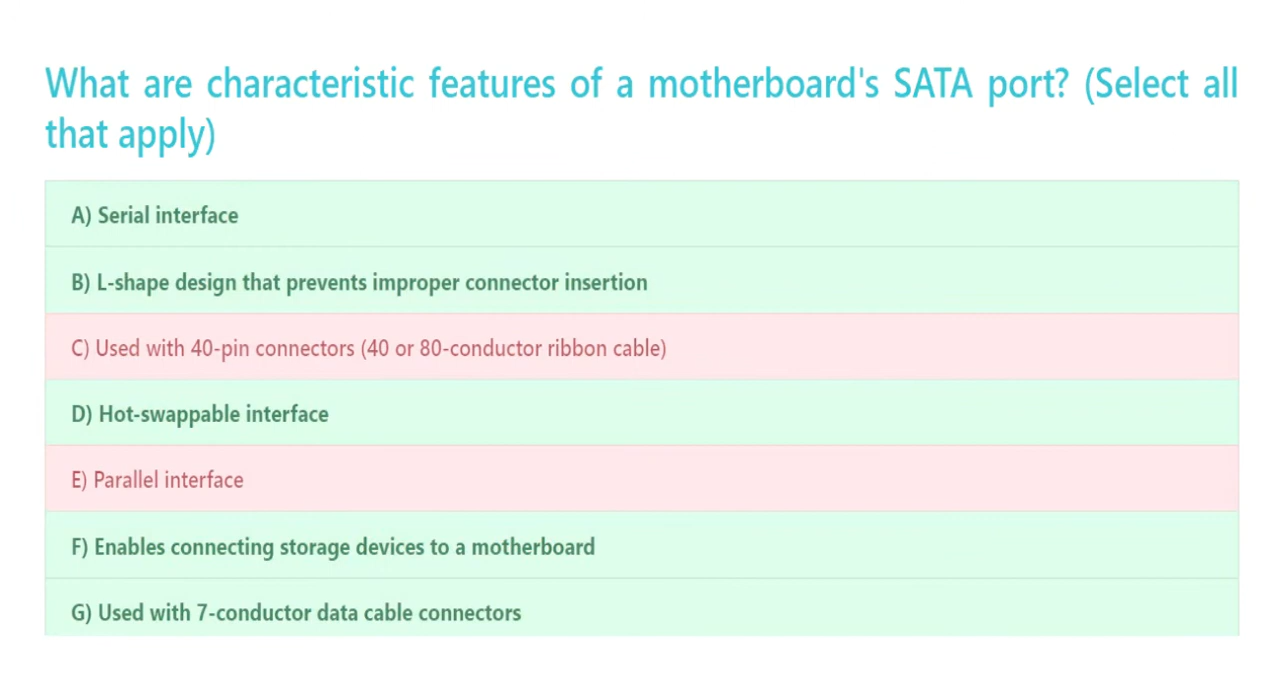 What are characteristic features of a motherboard's SATA port? (Select all
that apply)
A) Serial interface
B) L-shape design that prevents improper connector insertion
C) Used with 40-pin connectors (40 or 80-conductor ribbon cable)
D) Hot-swappable interface
E) Parallel interface
F) Enables connecting storage devices to a motherboard
G) Used with 7-conductor data cable connectors